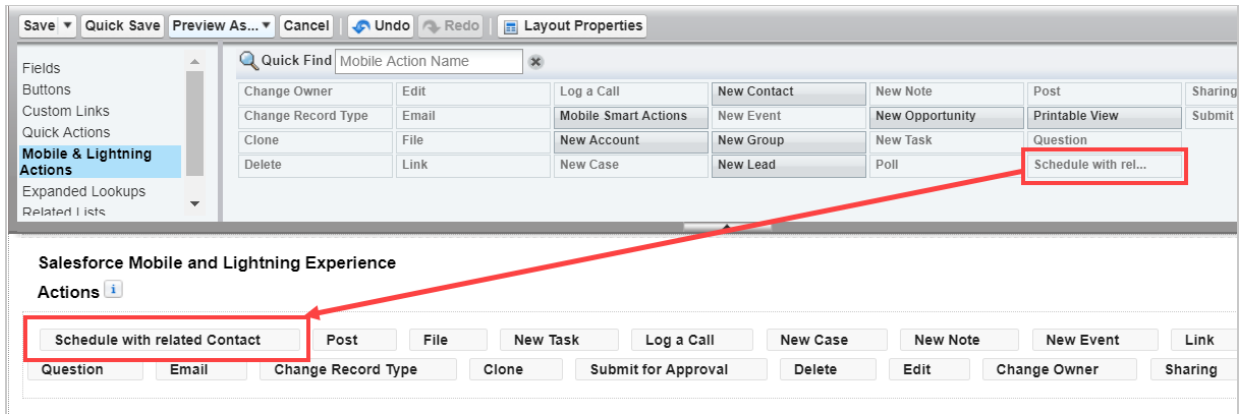 Save Quick Save Preview As... Cancel Undo Redo Layout Properties
Fields
Buttons
Custom Links
Quick Actions
Mobile & Lightning
Actions
Expanded Lookups
Related Lists
Quick Find Mobile Action Name
Change Owner Edit Log a Call New Contact New Note Post Sharing
Change Record Type Email Mobile Smart Actions New Event New Opportunity Printable View Submit
Clone File New Account New Group New Task Question
Delete Link New Case New Lead Poll Schedule with rel...
Salesforce Mobile and Lightning Experience
Actions i
Schedule with related Contact Post File New Task Log a Call New Case New Note New Event Link
Question Email Change Record Type Clone Submit for Approval Delete Edit Change Owner Sharing